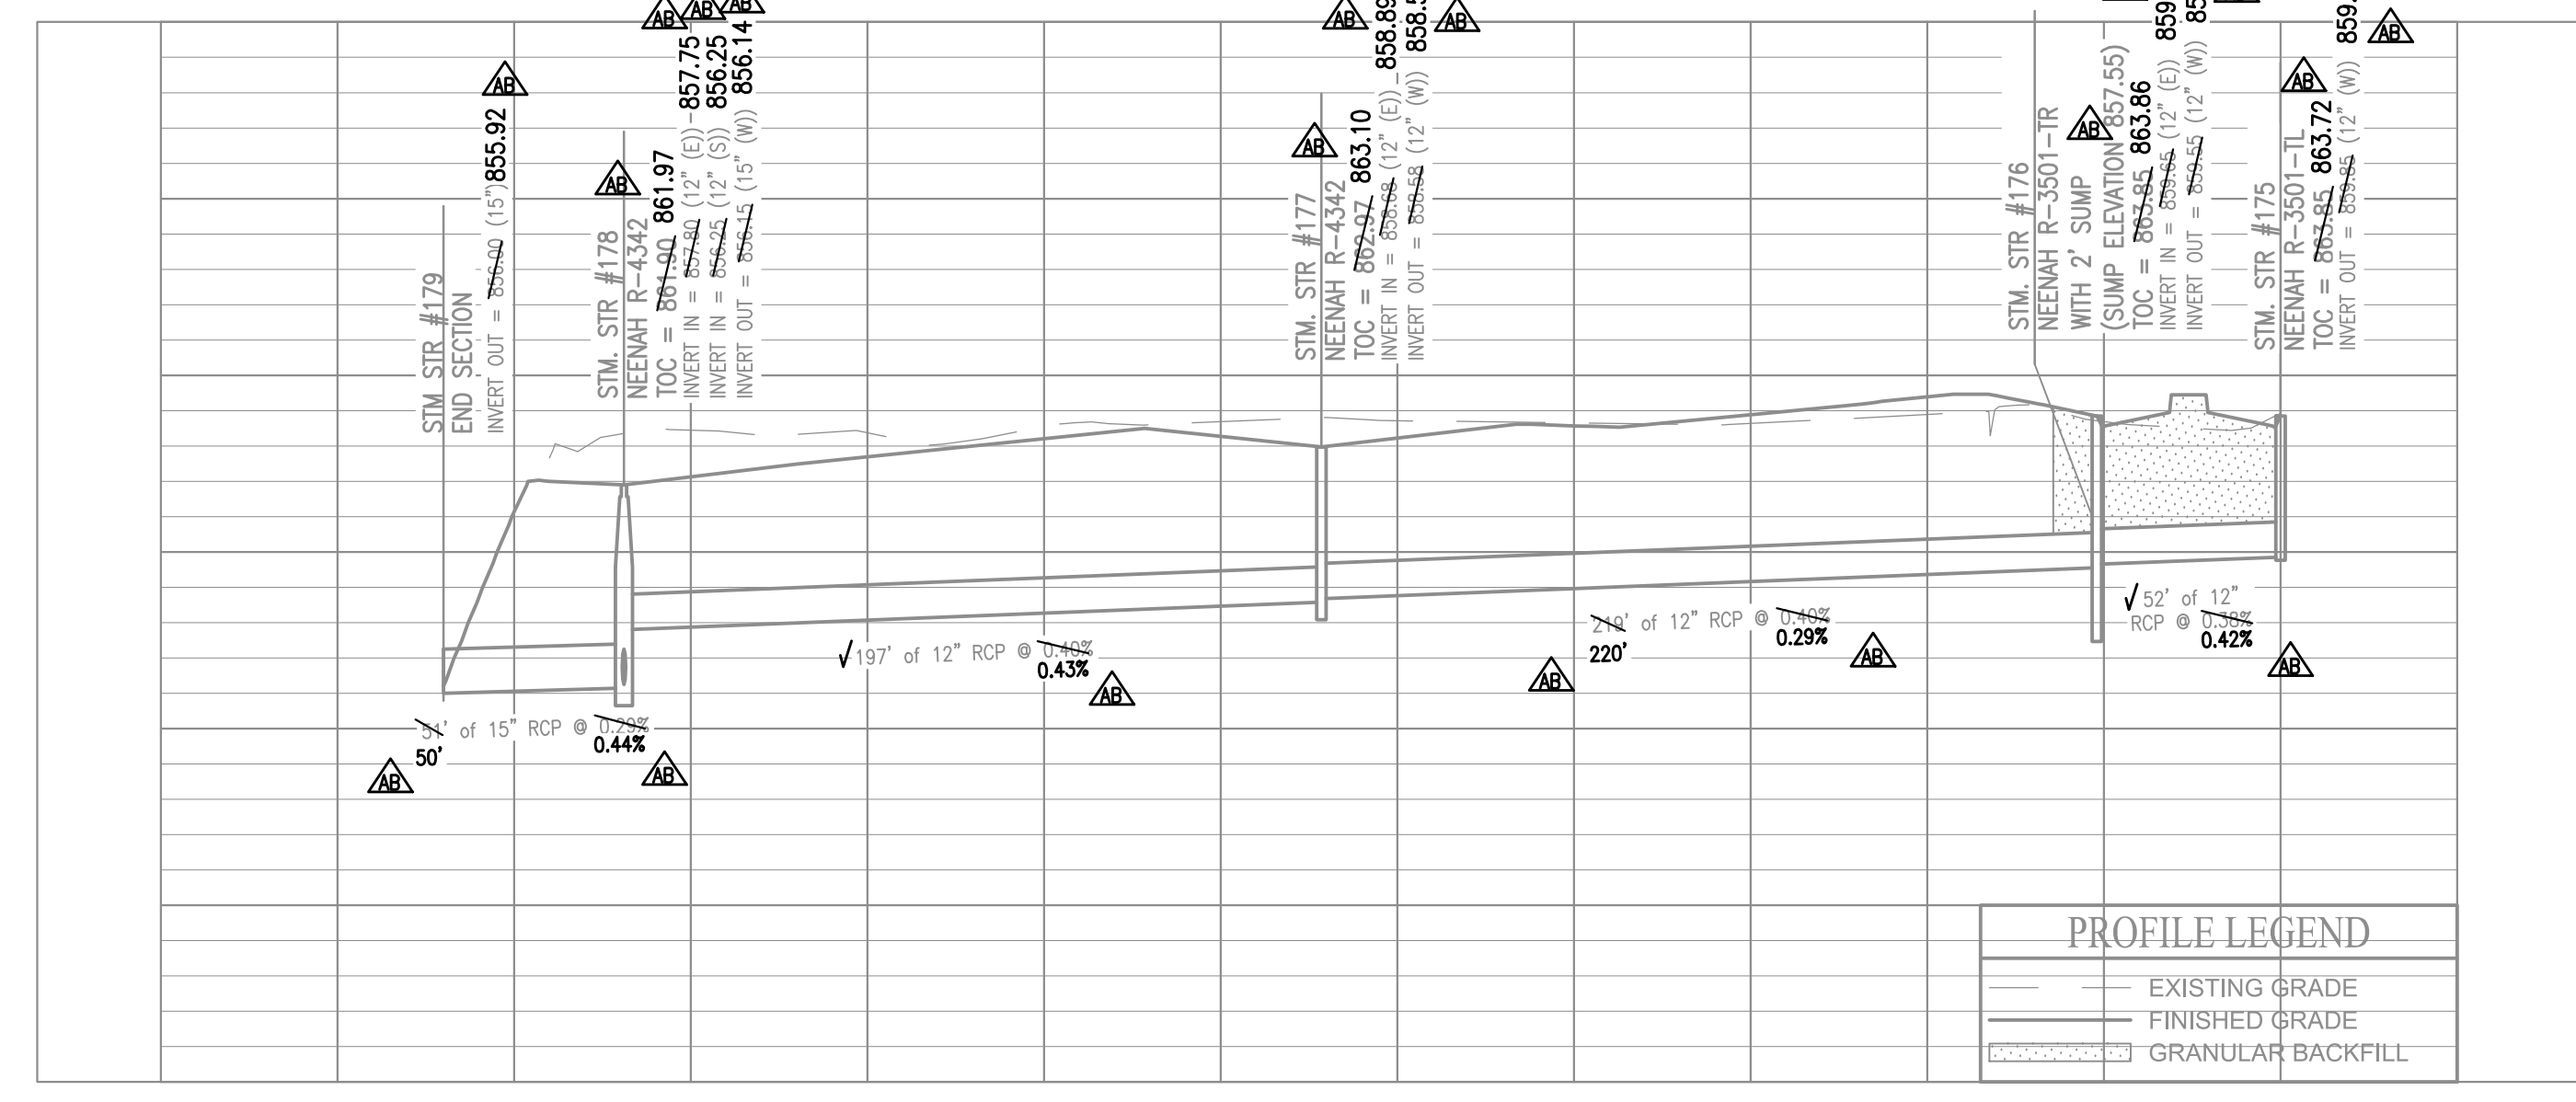 STM STR #179
END SECTION
INVERT OUT = 856.00 (15") 855.92
AB
STM. STR #178
NEENAH R-4342
TOC = 861.90 861.97
INVERT IN = 857.80 (12" (E)) 857.75
INVERT IN = 856.25 (12" (S)) 856.25
INVERT OUT = 856.15 (15" (W)) 856.14
AB
AB
AB
AB
STM. STR #177
NEENAH R-4342
TOC = 862.97 863.10
INVERT IN = 858.68 (12" (E)) 858.89
INVERT OUT = 858.58 (12" (W))
AB
AB
AB
STM. STR #176
NEENAH R-3501-TR
WITH 2' SUMP
(SUMP ELEVATION 857.55)
TOC = 863.85 863.86
INVERT IN = 859.65 (12" (E))
INVERT OUT = 859.55 (12" (W))
AB
STM. STR #175
NEENAH R-3501-TL
TOC = 863.85 863.72
INVERT OUT = 859.85 (12" (W))
AB
AB
51' of 15" RCP @ 0.29%
50' 0.44%
AB AB
√ 197' of 12" RCP @ 0.40%
0.43%
AB
219' of 12" RCP @ 0.40%
220' 0.29%
AB AB
√ 52' of 12"
RCP @ 0.38%
0.42%
AB
PROFILE LEGEND
EXISTING GRADE
FINISHED GRADE
GRANULAR BACKFILL